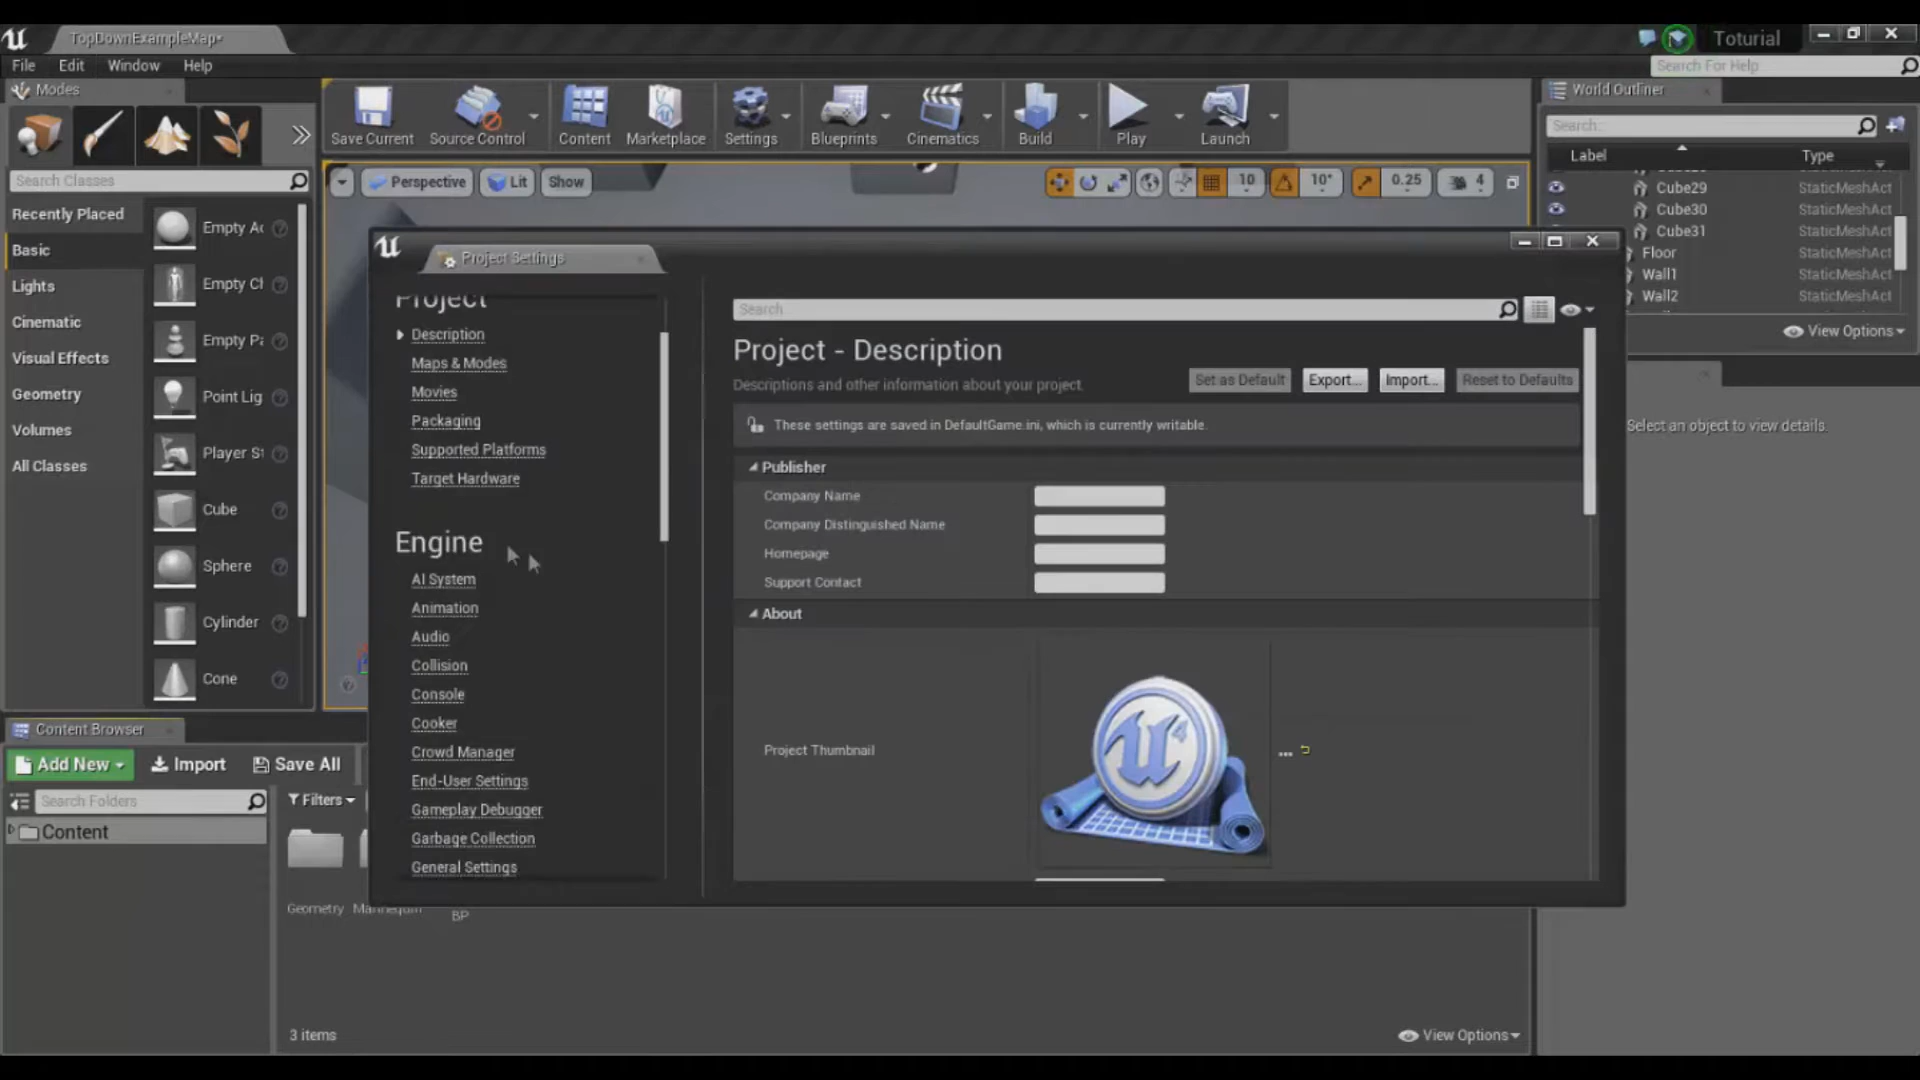 TopDownExampleMap*
Toturial
File Edit Window Help
Search For Help
Modes
Save Current
Source Control
Content
Marketplace
Settings
Blueprints
Cinematics
Build
Play
Launch
World Outliner
Search
Label
Type
Search Classes
Perspective
Lit
Show
10
10°
0.25
4
Cube29 StaticMeshAct
Cube30 StaticMeshAct
Cube31 StaticMeshAct
Floor StaticMeshAct
Wall1 StaticMeshAct
Wall2 StaticMeshAct
View Options
Select an object to view details.
Recently Placed
Basic
Lights
Cinematic
Visual Effects
Geometry
Volumes
All Classes
Empty Ac
Empty Cl
Empty Pa
Point Lig
Player St
Cube
Sphere
Cylinder
Cone
Project Settings
Project
Description
Maps & Modes
Movies
Packaging
Supported Platforms
Target Hardware
Engine
AI System
Animation
Audio
Collision
Console
Cooker
Crowd Manager
End-User Settings
Gameplay Debugger
Garbage Collection
General Settings
Search
Project - Description
Descriptions and other information about your project.
Set as Default
Export...
Import...
Reset to Defaults
These settings are saved in DefaultGame.ini, which is currently writable.
Publisher
Company Name
Company Distinguished Name
Homepage
Support Contact
About
Project Thumbnail
4
...
Content Browser
Add New
Import
Save All
Search Folders
Filters
Content
Geometry
Mannequin
BP
3 items
View Options